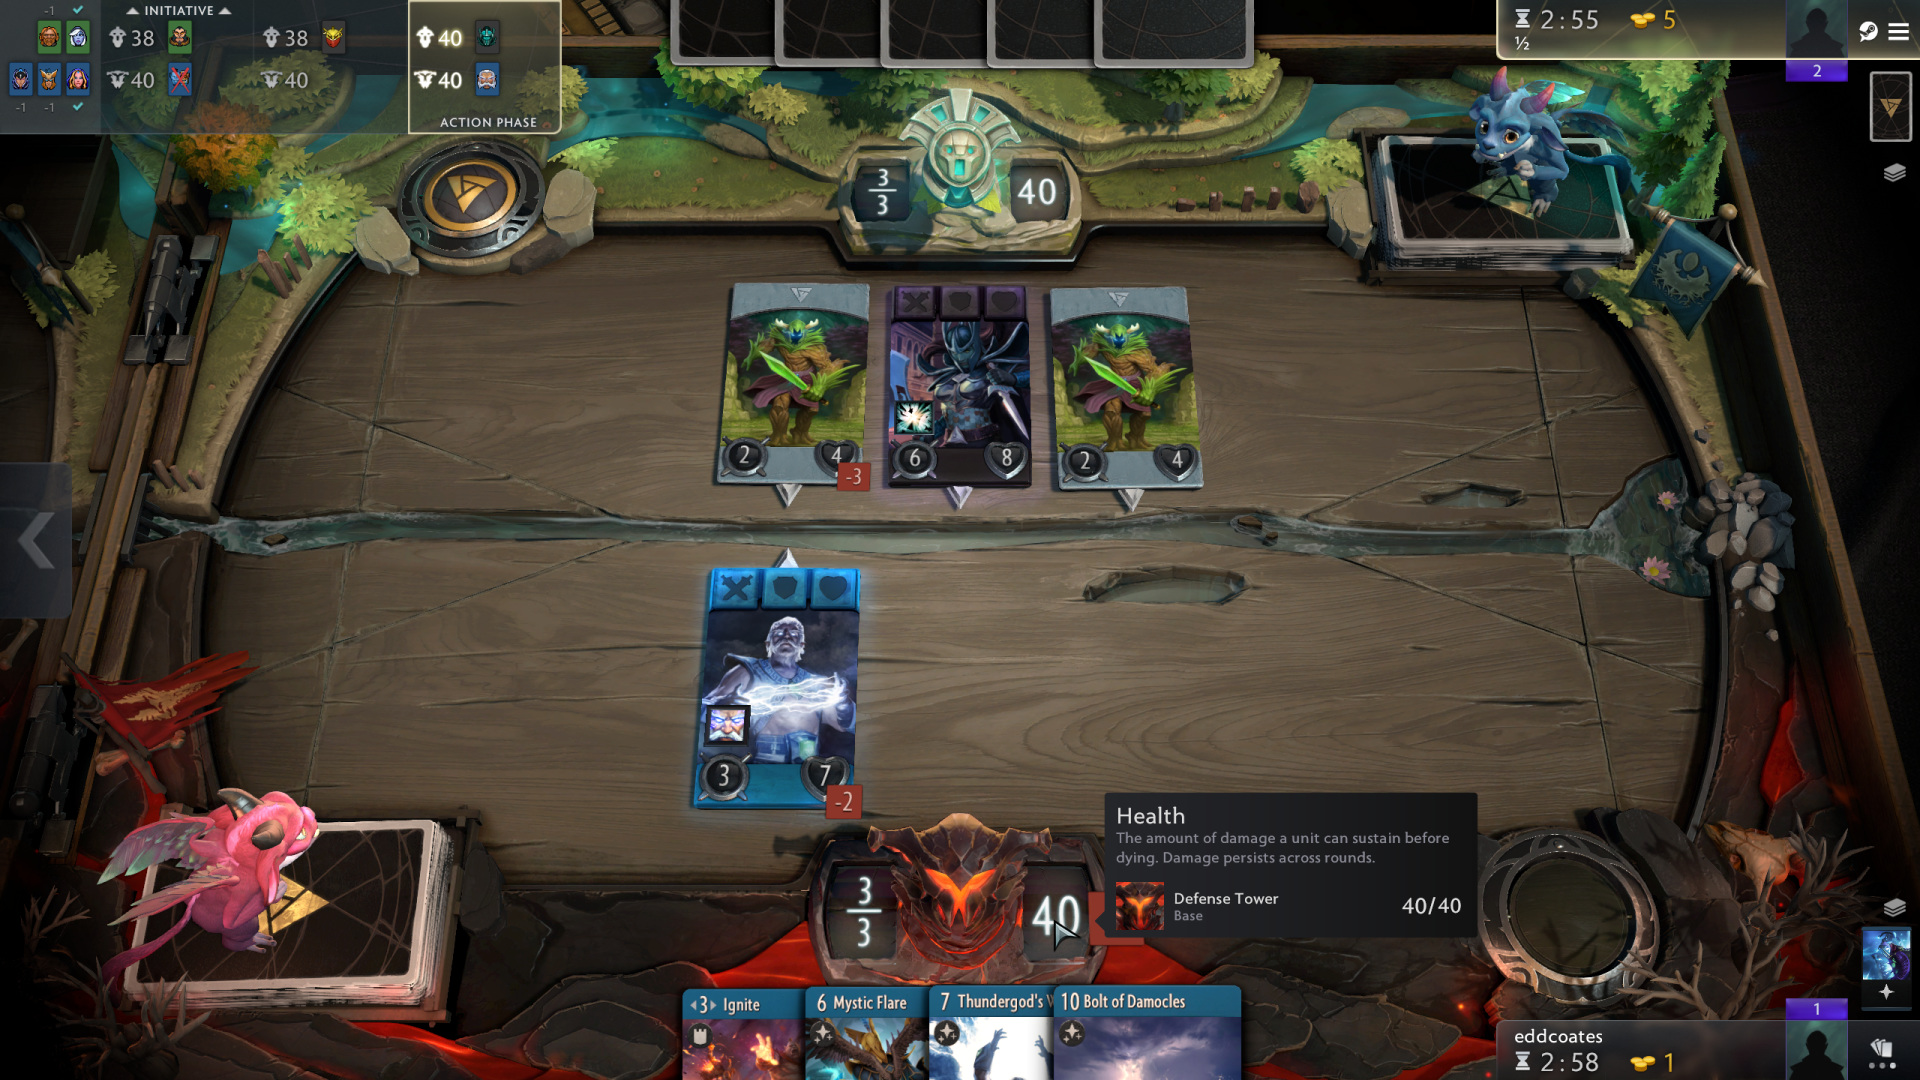 -1
INITIATIVE
38
38
40
40
40
40
-1 -1
ACTION PHASE
2:55
5
½
2
3
3
40
2
4
-3
6
8
2
4
3
7
-2
Health
The amount of damage a unit can sustain before
dying. Damage persists across rounds.
Defense Tower
Base
40/40
3
3
40
3 Ignite
6 Mystic Flare
7 Thundergod's
10 Bolt of Damocles
1
eddcoates
2:58
1